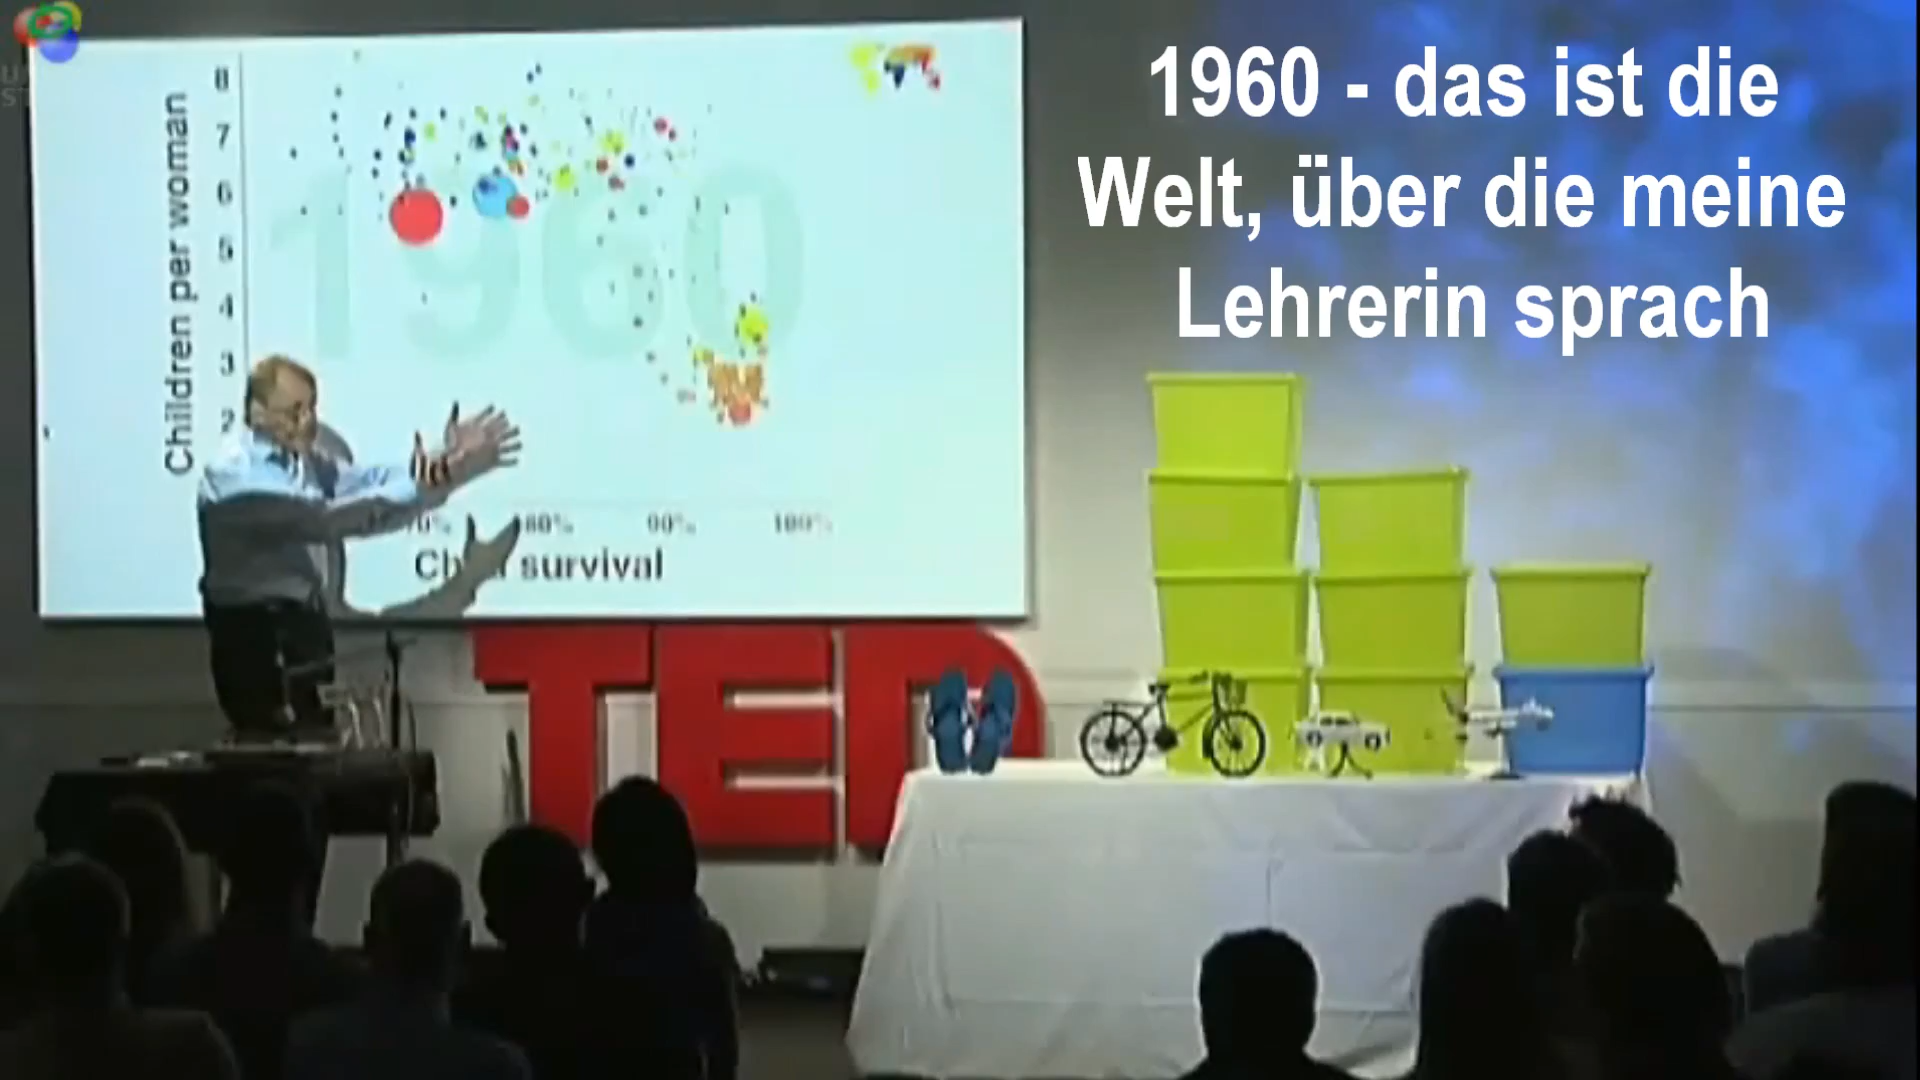 1960 - das ist die
Welt, über die meine
Lehrerin sprach
Children per woman
8
7
6
5
4
3
2
1960
80% 90% 100%
survival
TED